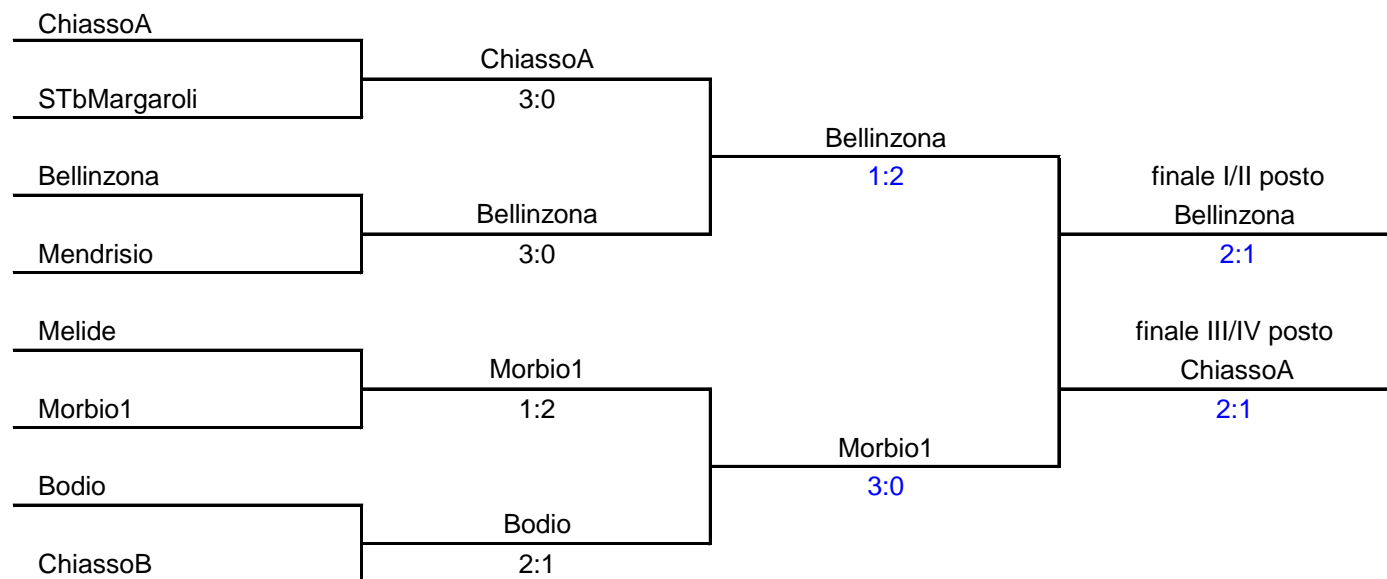 ChiassoA
ChiassoA
STbMargaroli
3:0
Bellinzona
1:2
Bellinzona
finale I/II posto
Bellinzona
Bellinzona
2:1
Mendrisio
3:0
Melide
finale III/IV posto
ChiassoA
2:1
Morbio1
Morbio1
1:2
Morbio1
3:0
Bodio
Bodio
ChiassoB
2:1